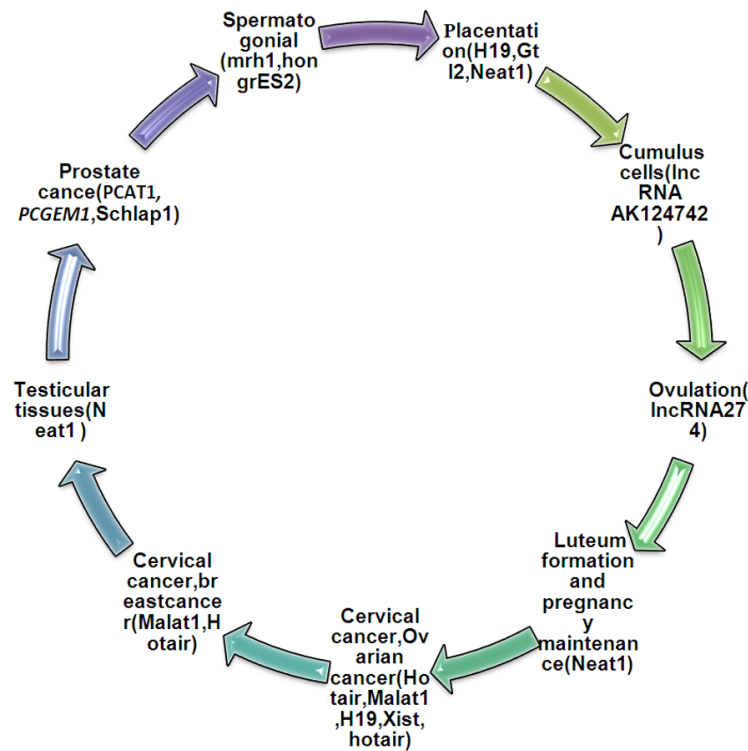 Spermato
gonial
(mrh1,hon
grES2)
Placentati
on(H19,Gt
l2,Neat1)
Cumulus
cells(lnc
RNA
AK124742
)
Ovulation(
lncRNA27
4)
Luteum
formation
and
pregnanc
y
maintenan
ce(Neat1)
Cervical
cancer,Ov
arian
cancer(Ho
tair,Malat1
,H19,Xist,
hotair)
Cervical
cancer,br
eastcance
r(Malat1,H
otair)
Testicular
tissues(N
eat1 )
Prostate
cance(PCAT1,
PCGEM1,Schlap1)